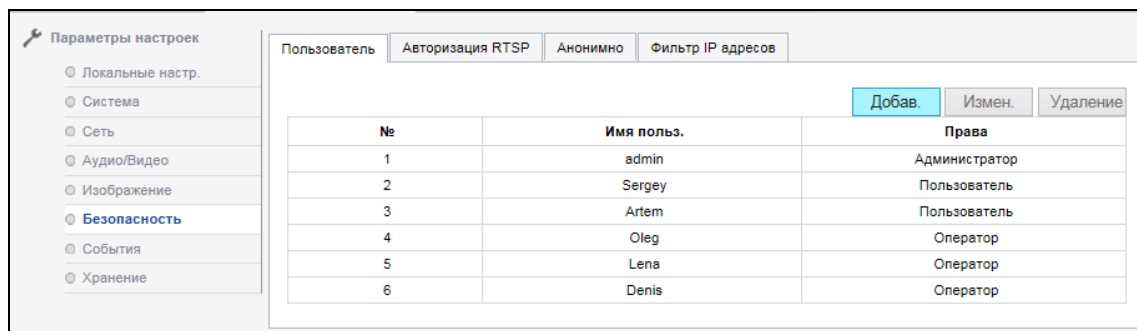 Параметры настроек
Локальные настр.
Система
Сеть
Аудио/Видео
Изображение
Безопасность
События
Хранение
Пользователь Авторизация RTSP Анонимно Фильтр IP адресов
Добав. Измен. Удаление
№ Имя польз. Права
1 admin Администратор
2 Sergey Пользователь
3 Artem Пользователь
4 Oleg Оператор
5 Lena Оператор
6 Denis Оператор